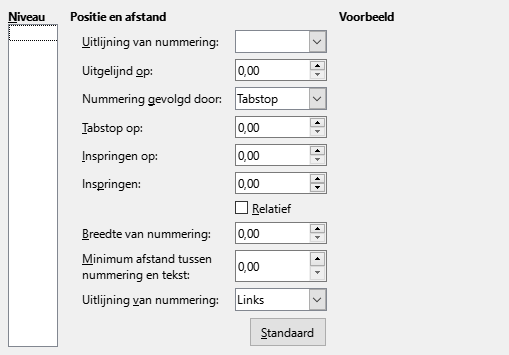 Niveau
Positie en afstand
Voorbeeld
Uitlijning van nummering:
Uitgelijnd op: 0,00
Nummering gevolgd door: Tabstop
Tabstop op: 0,00
Inspringen op: 0,00
Inspringen: 0,00
Relatief
Breedte van nummering: 0,00
Minimum afstand tussen
nummering en tekst: 0,00
Uitlijning van nummering: Links
Standaard